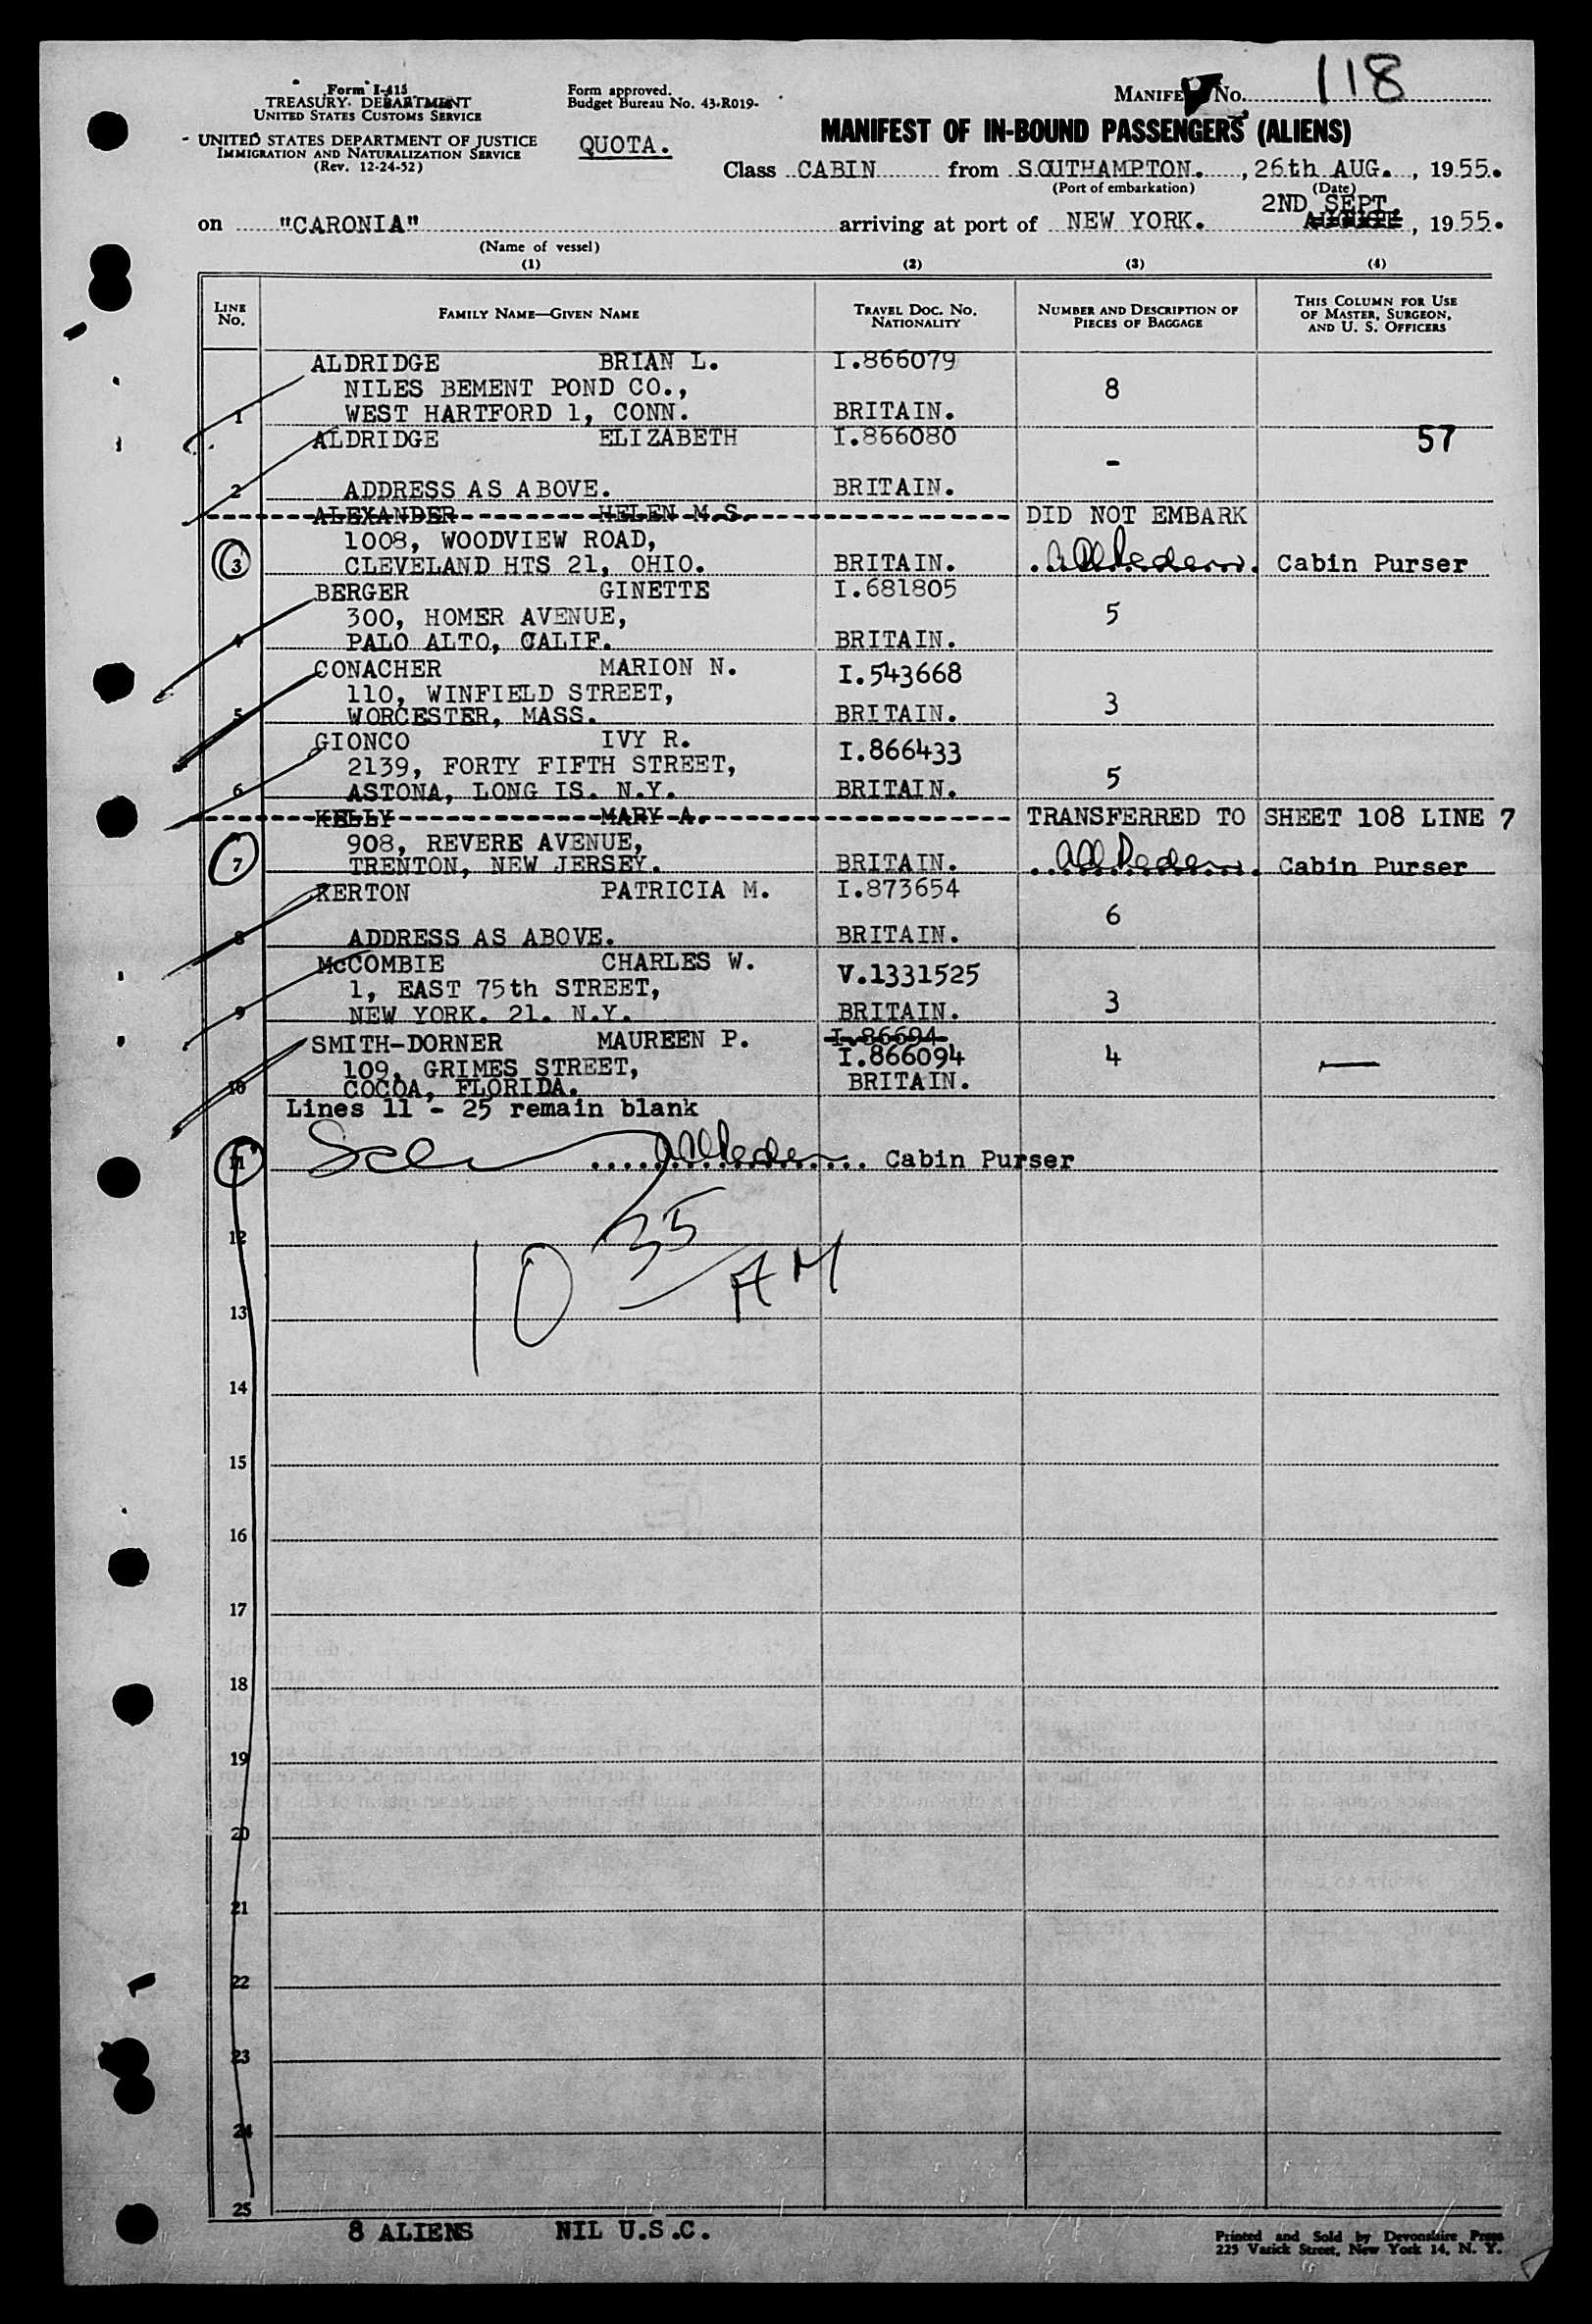 Form I-415
TREASURY DEPARTMENT
UNITED STATES CUSTOMS SERVICE
UNITED STATES DEPARTMENT OF JUSTICE
IMMIGRATION AND NATURALIZATION SERVICE
(Rev. 12-24-52)
Form approved.
Budget Bureau No. 43-R019-
QUOTA.
No. 118
MANIFEST OF IN-BOUND PASSENGERS (ALIENS)
Class CABIN from SOUTHAMPTON. , 26th AUG. , 1955.
(Port of embarkation) (Date)
2ND SEPT.
on "CARONIA" arriving at port of NEW YORK. AUGUST , 1955.
(Name of vessel)
(1) (2) (3) (4)
LINE No. FAMILY NAME—GIVEN NAME TRAVEL DOC. No. NATIONALITY NUMBER AND DESCRIPTION OF PIECES OF BAGGAGE THIS COLUMN FOR USE OF MASTER, SURGEON, AND U. S. OFFICERS
ALDRIDGE BRIAN L. I.866079
NILES BEMENT POND CO., 8
1 WEST HARTFORD 1, CONN. BRITAIN.
ALDRIDGE ELIZABETH I.866080 57
-
2 ADDRESS AS ABOVE. BRITAIN.
ALEXANDER HELEN M.S. DID NOT EMBARK
1008, WOODVIEW ROAD,
3 CLEVELAND HTS 21, OHIO. BRITAIN. Cabin Purser
BERGER GINETTE I.681805
300, HOMER AVENUE, 5
4 PALO ALTO, CALIF. BRITAIN.
CONACHER MARION N. I.543668
110, WINFIELD STREET, 3
5 WORCESTER, MASS. BRITAIN.
GIONCO IVY R. I.866433
2139, FORTY FIFTH STREET, 5
6 ASTONA, LONG IS. N.Y. BRITAIN.
KELLY MARY A. TRANSFERRED TO SHEET 108 LINE 7
908, REVERE AVENUE,
7 TRENTON, NEW JERSEY. BRITAIN. Cabin Purser
KERTON PATRICIA M. I.873654
6
8 ADDRESS AS ABOVE. BRITAIN.
McCOMBIE CHARLES W. V.1331525
1, EAST 75th STREET, 3
9 NEW YORK. 21. N.Y. BRITAIN.
I.86694
SMITH-DORNER MAUREEN P. I.866094 4 —
109, GRIMES STREET,
10 COCOA, FLORIDA. BRITAIN.
Lines 11 - 25 remain blank
11 Cabin Purser
12
10 35 AM
13
14
15
16
17
18
19
20
21
22
23
24
25
8 ALIENS NIL U.S.C.
Printed and Sold by Devonshire Press
225 Varick Street, New York 14, N. Y.